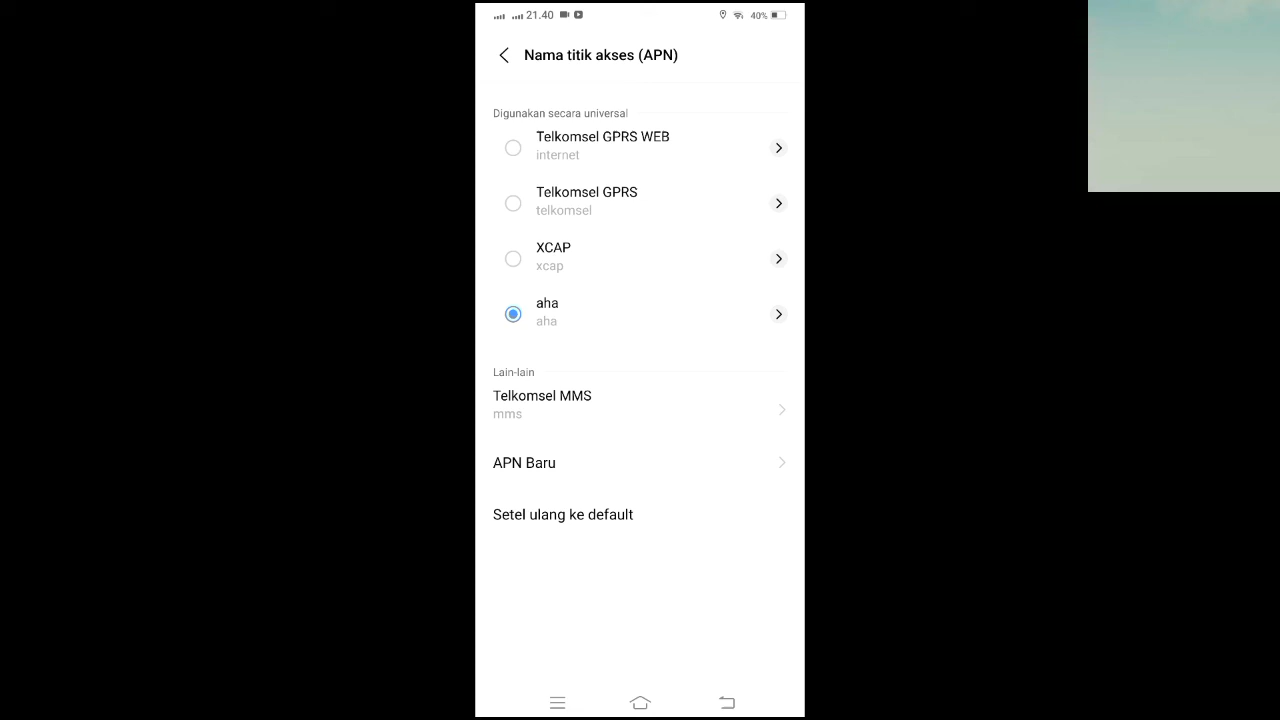 21.40
40%
Nama titik akses (APN)
Digunakan secara universal
Telkomsel GPRS WEB
internet
Telkomsel GPRS
telkomsel
XCAP
xcap
aha
aha
Lain-lain
Telkomsel MMS
mms
APN Baru
Setel ulang ke default